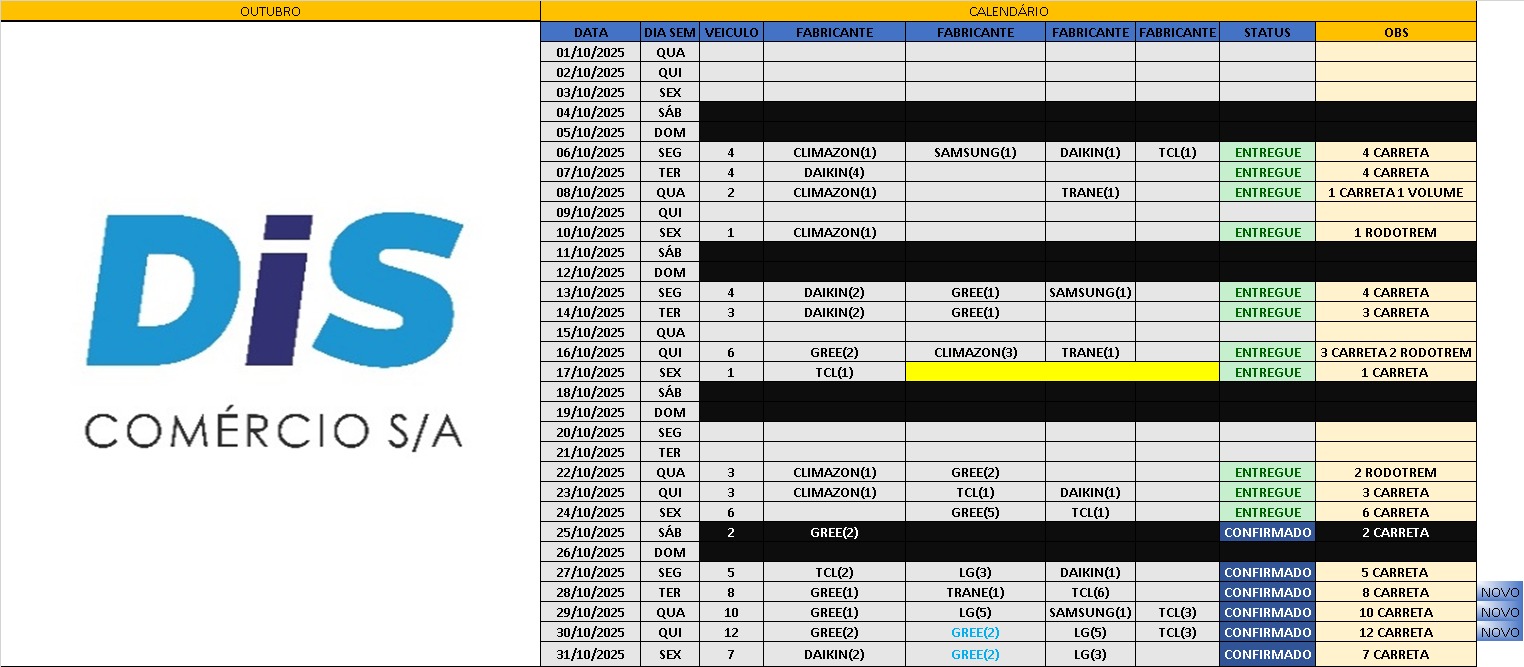 OUTUBRO CALENDÁRIO
DATA DIA SEM VEICULO FABRICANTE FABRICANTE FABRICANTE FABRICANTE STATUS OBS
01/10/2025 QUA
02/10/2025 QUI
03/10/2025 SEX
04/10/2025 SÁB
05/10/2025 DOM
06/10/2025 SEG 4 CLIMAZON(1) SAMSUNG(1) DAIKIN(1) TCL(1) ENTREGUE 4 CARRETA
07/10/2025 TER 4 DAIKIN(4) ENTREGUE 4 CARRETA
08/10/2025 QUA 2 CLIMAZON(1) TRANE(1) ENTREGUE 1 CARRETA 1 VOLUME
09/10/2025 QUI
10/10/2025 SEX 1 CLIMAZON(1) ENTREGUE 1 RODOTREM
11/10/2025 SÁB
12/10/2025 DOM
13/10/2025 SEG 4 DAIKIN(2) GREE(1) SAMSUNG(1) ENTREGUE 4 CARRETA
14/10/2025 TER 3 DAIKIN(2) GREE(1) ENTREGUE 3 CARRETA
15/10/2025 QUA
16/10/2025 QUI 6 GREE(2) CLIMAZON(3) TRANE(1) ENTREGUE 3 CARRETA 2 RODOTREM
17/10/2025 SEX 1 TCL(1) ENTREGUE 1 CARRETA
18/10/2025 SÁB
19/10/2025 DOM
20/10/2025 SEG
21/10/2025 TER
22/10/2025 QUA 3 CLIMAZON(1) GREE(2) ENTREGUE 2 RODOTREM
23/10/2025 QUI 3 CLIMAZON(1) TCL(1) DAIKIN(1) ENTREGUE 3 CARRETA
24/10/2025 SEX 6 GREE(5) TCL(1) ENTREGUE 6 CARRETA
25/10/2025 SÁB 2 GREE(2) CONFIRMADO 2 CARRETA
26/10/2025 DOM
27/10/2025 SEG 5 TCL(2) LG(3) DAIKIN(1) CONFIRMADO 5 CARRETA
28/10/2025 TER 8 GREE(1) TRANE(1) TCL(6) CONFIRMADO 8 CARRETA NOVO
29/10/2025 QUA 10 GREE(1) LG(5) SAMSUNG(1) TCL(3) CONFIRMADO 10 CARRETA NOVO
30/10/2025 QUI 12 GREE(2) GREE(2) LG(5) TCL(3) CONFIRMADO 12 CARRETA NOVO
31/10/2025 SEX 7 DAIKIN(2) GREE(2) LG(3) CONFIRMADO 7 CARRETA
DiS
COMÉRCIO S/A